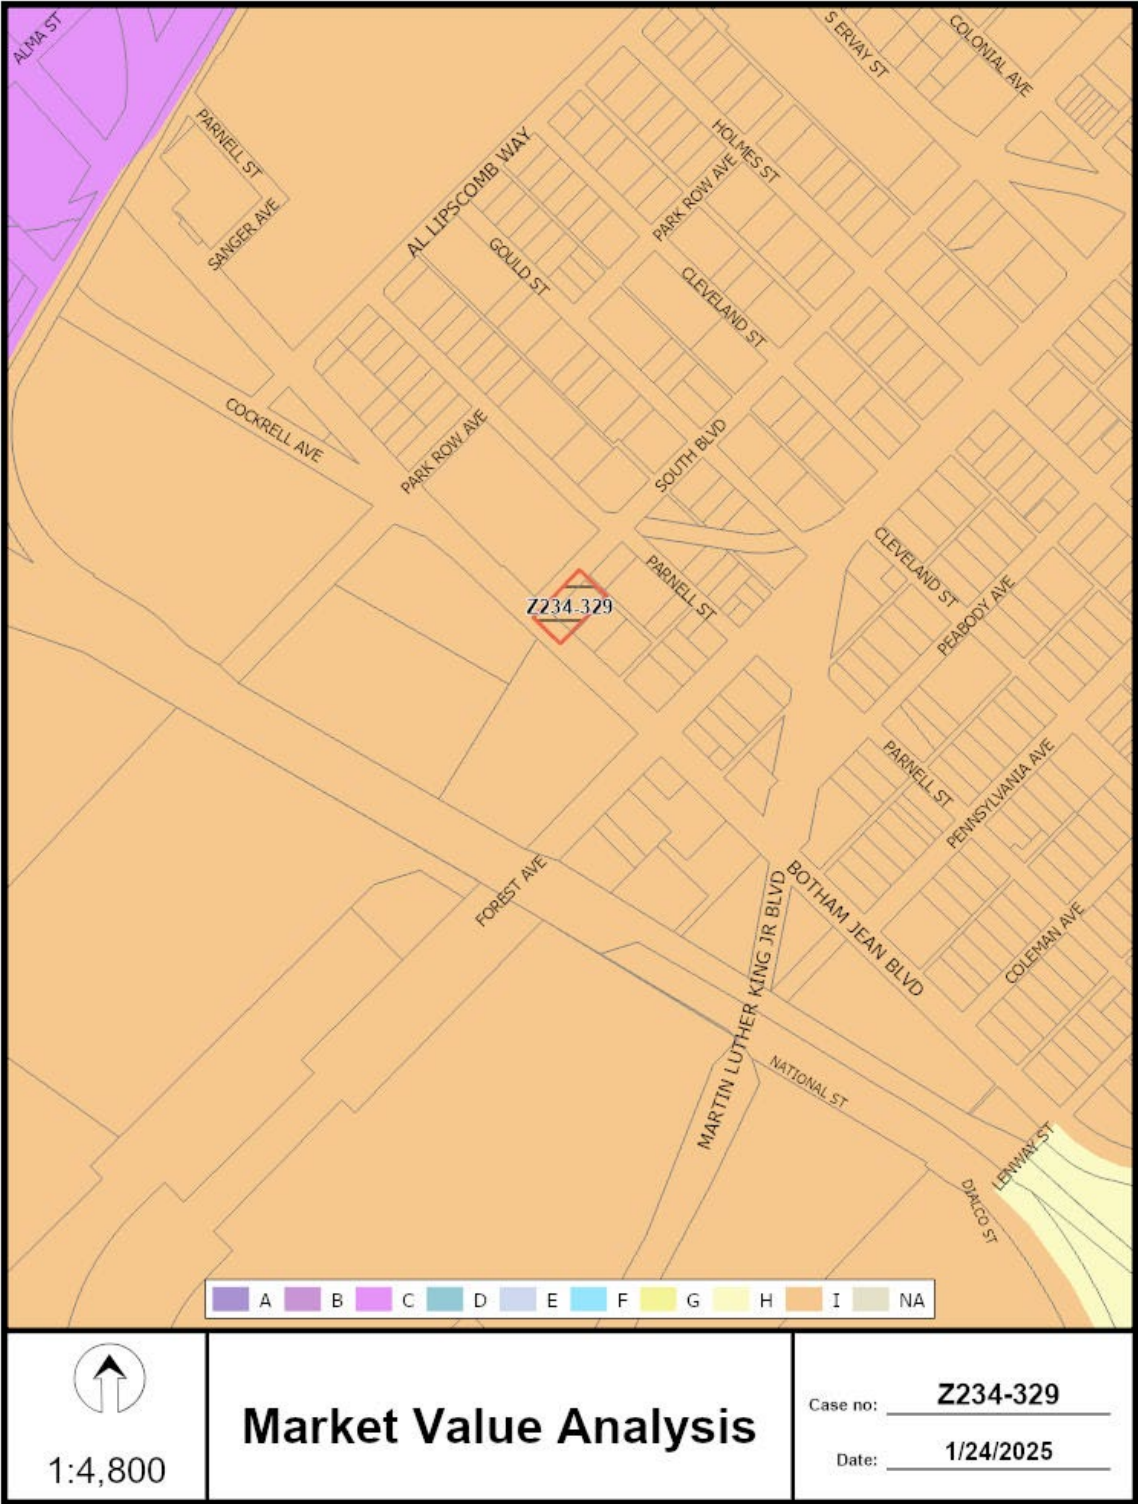 ALMA ST
S ERVAY ST
COLONIAL AVE
PARNELL ST
HOLMES ST
AL LIPSCOMB WAY
PARK ROW AVE
SANGER AVE
GOULD ST
CLEVELAND ST
COCKRELL AVE
PARK ROW AVE
SOUTH BLVD
CLEVELAND ST
PARNELL ST
PEABODY AVE
Z234-329
PARNELL ST
PENNSYLVANIA AVE
FOREST AVE
BOTHAM JEAN BLVD
MARTIN LUTHER KING JR BLVD
COLEMAN AVE
NATIONAL ST
LENWAY ST
DIALCO ST
A B C D E F G H I NA
1:4,800
Market Value Analysis
Case no: Z234-329
Date: 1/24/2025